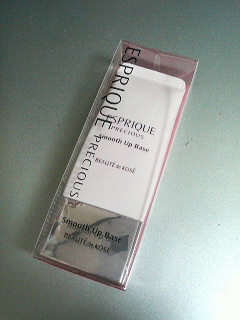 ESPRIQUE PRECIOUS
ESPRIQUE
PRECIOUS
Smooth Up Base
BEAUTÉ de KOSÉ
Smooth Up Base
BEAUTÉ de KOSÉ